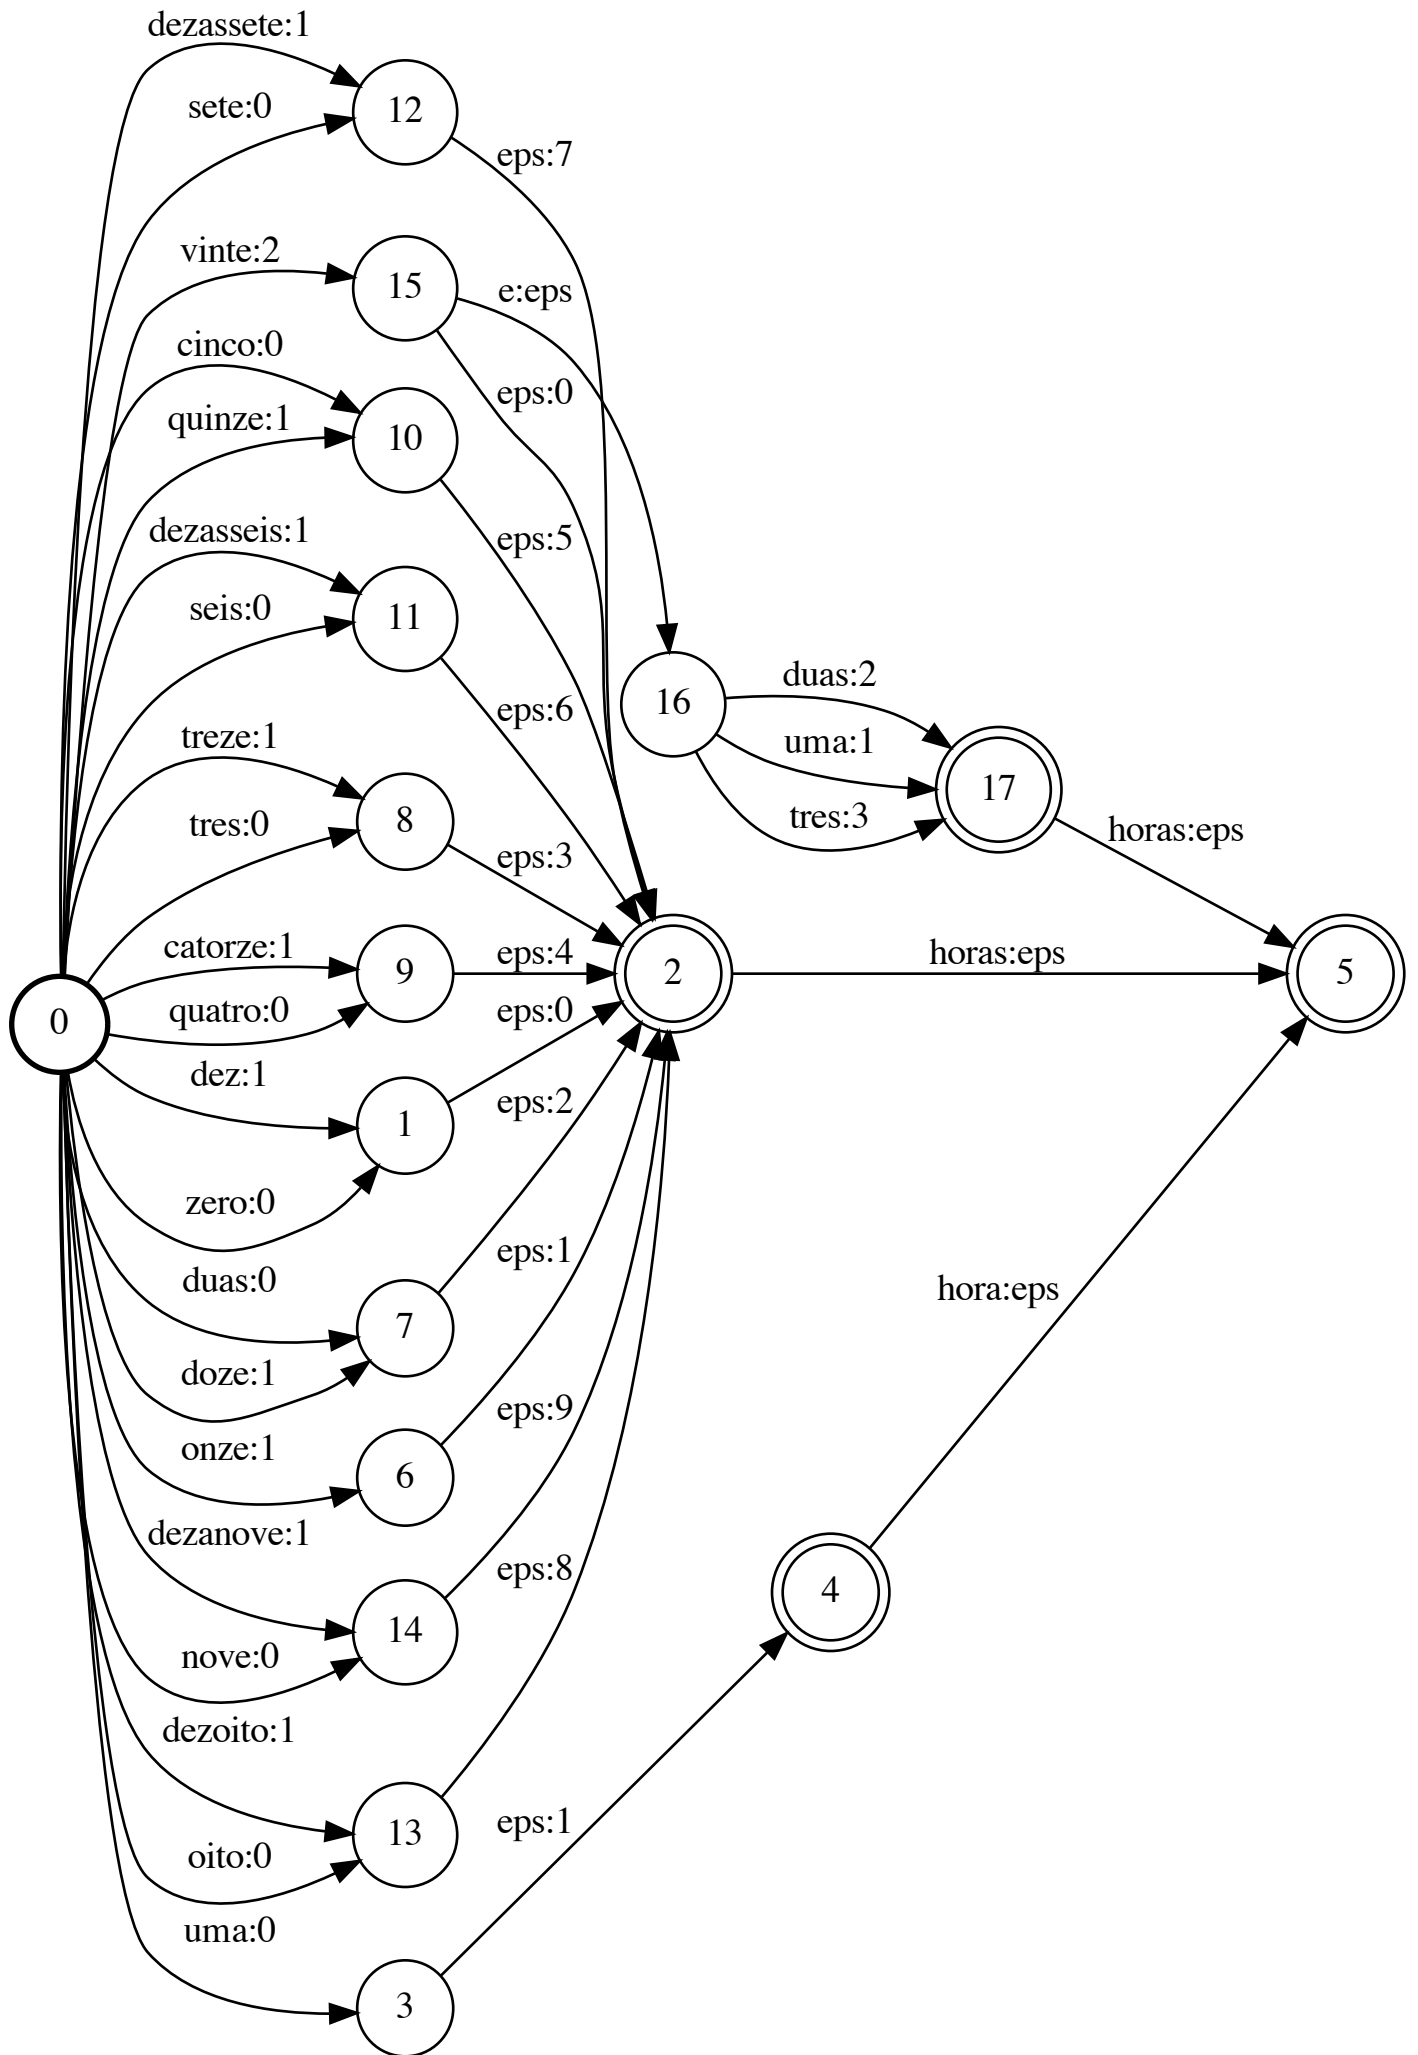 dezassete:1
12
sete:0
eps:7
vinte:2
15
e:eps
cinco:0
eps:0
quinze:1
10
dezasseis:1
eps:5
seis:0
11
duas:2
16
eps:6
treze:1
uma:1
17
tres:0
8
tres:3
horas:eps
eps:3
catorze:1
9
eps:4
2
horas:eps
5
0
quatro:0
eps:0
dez:1
1
eps:2
zero:0
eps:1
duas:0
hora:eps
7
doze:1
eps:9
onze:1
6
dezanove:1
eps:8
4
14
nove:0
dezoito:1
13
eps:1
oito:0
uma:0
3